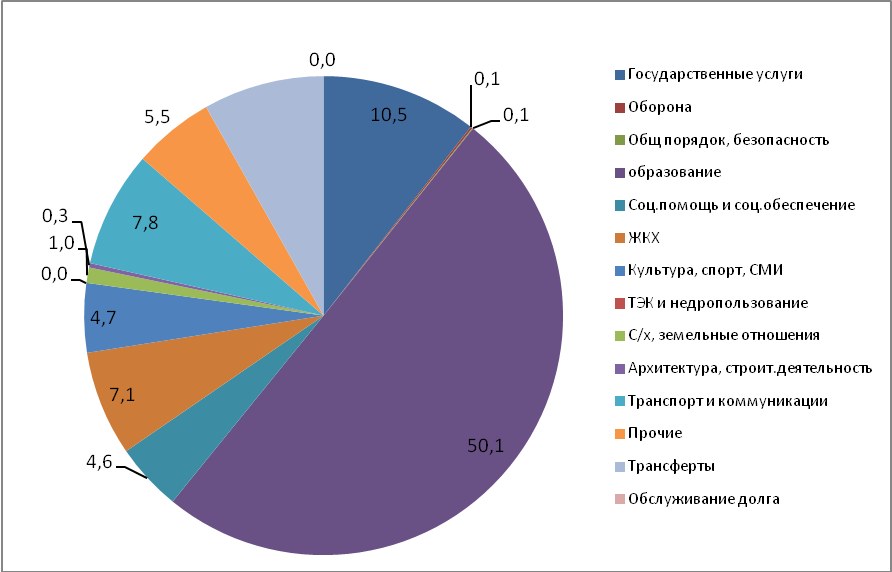 0,0
10,5
0,1
0,1
50,1
4,6
7,1
4,7
0,0
1,0
0,3
7,8
5,5
Государственные услуги
Оборона
Общ порядок, безопасность
образование
Соц.помощь и соц.обеспечение
ЖКХ
Культура, спорт, СМИ
ТЭК и недропользование
С/х, земельные отношения
Архитектура, строит.деятельность
Транспорт и коммуникации
Прочие
Трансферты
Обслуживание долга